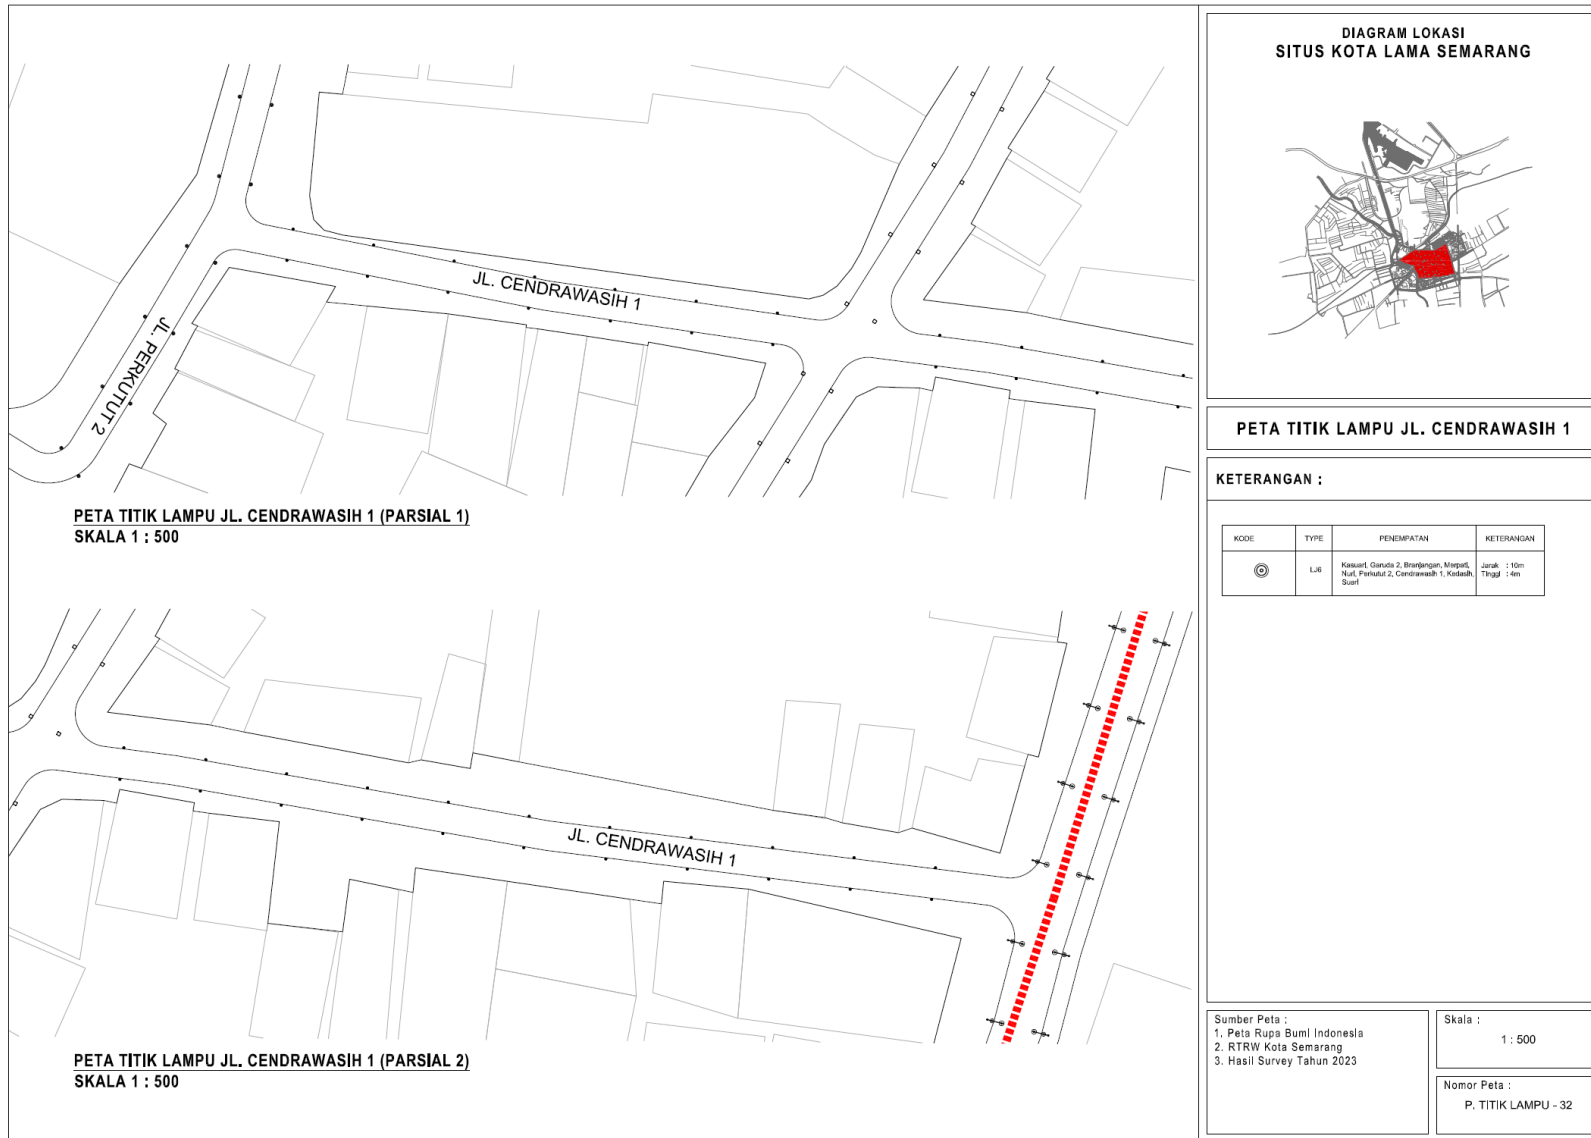 DIAGRAM LOKASI
SITUS KOTA LAMA SEMARANG
JL. CENDRAWASIH 1
JL. PERKUTUT 2
PETA TITIK LAMPU JL. CENDRAWASIH 1 (PARSIAL 1)
SKALA 1 : 500
JL. CENDRAWASIH 1
PETA TITIK LAMPU JL. CENDRAWASIH 1 (PARSIAL 2)
SKALA 1 : 500
PETA TITIK LAMPU JL. CENDRAWASIH 1
KETERANGAN :
KODE TYPE PENEMPATAN KETERANGAN
LJ6
Kasuari, Garuda 2, Branjangan, Merpati,
Nuri, Perkutut 2, Cendrawasih 1, Kedasih,
Suari
Jarak : 10m
Tinggi : 4m
Sumber Peta :
1. Peta Rupa Bumi Indonesia
2. RTRW Kota Semarang
3. Hasil Survey Tahun 2023
Skala :
1 : 500
Nomor Peta :
P. TITIK LAMPU - 32